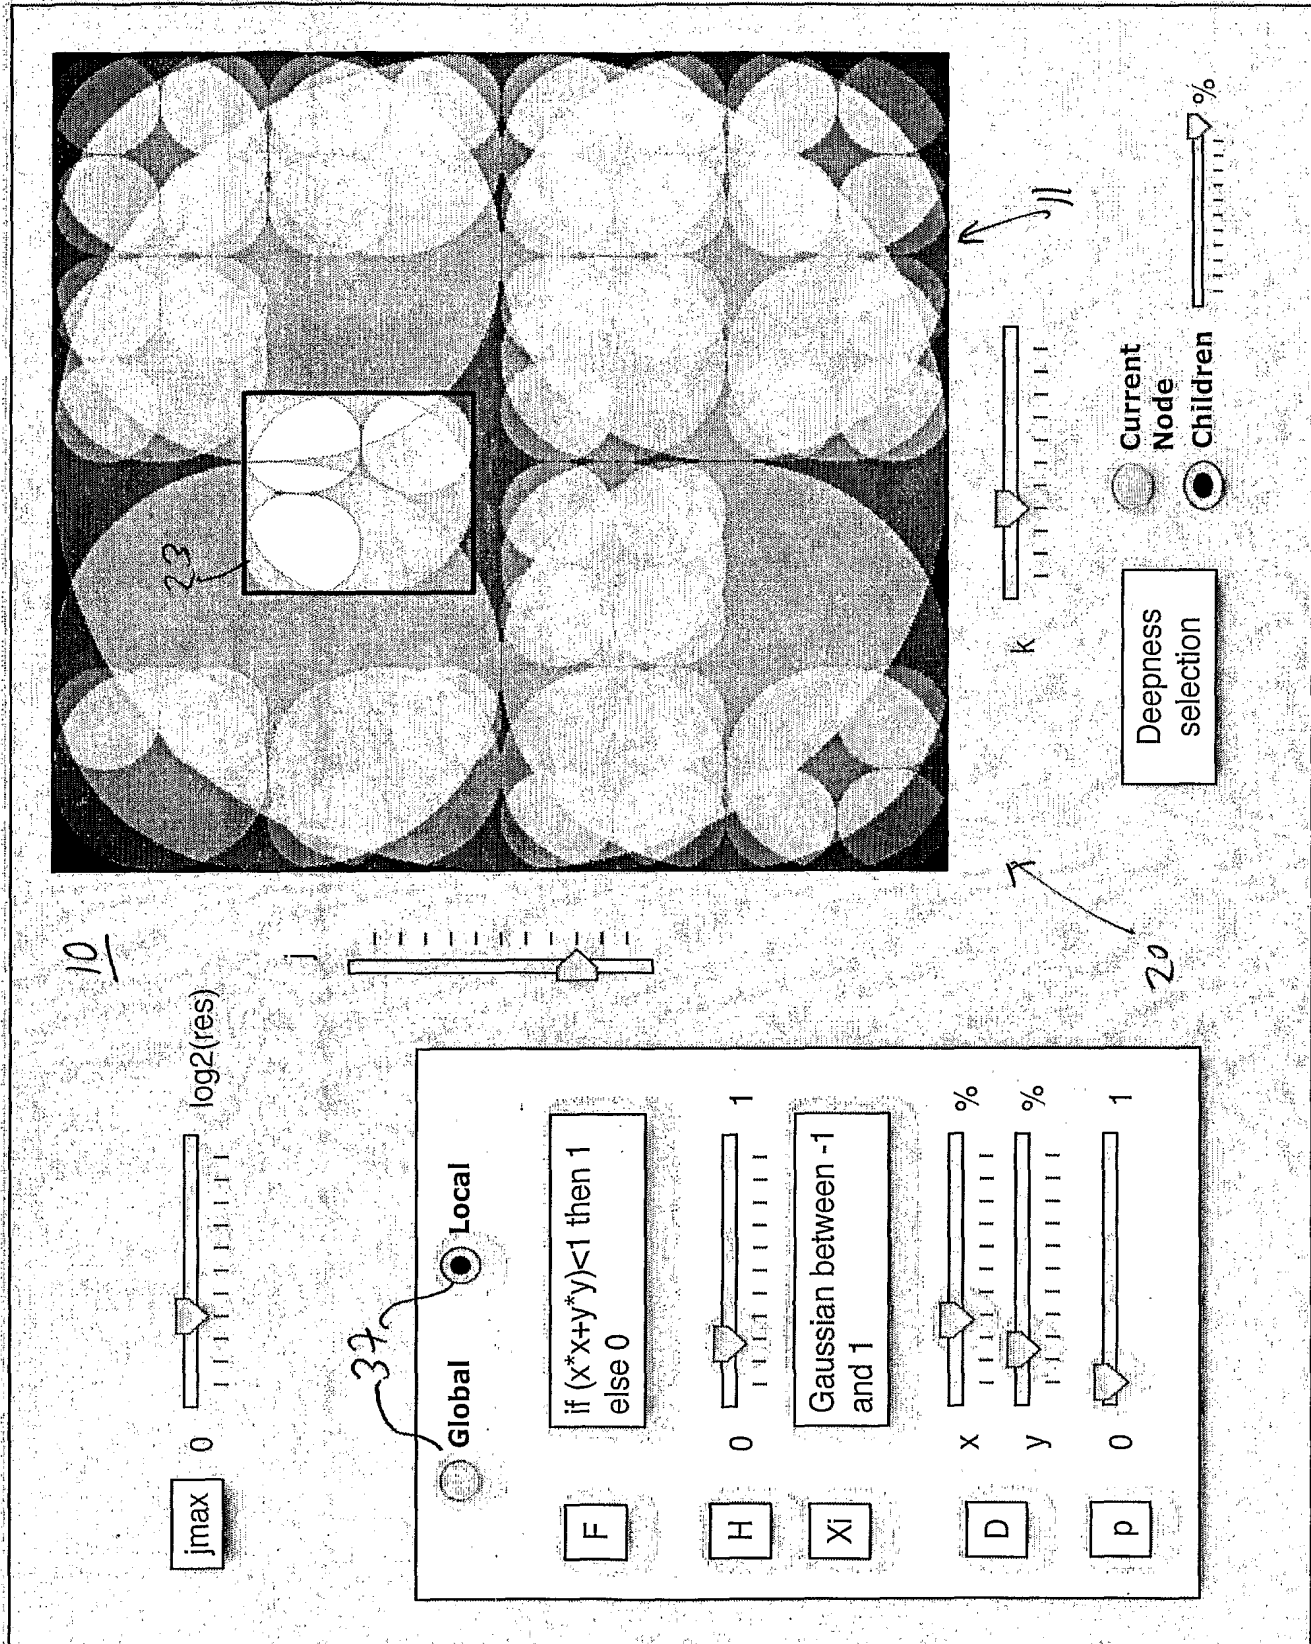 10
jmax
0
log2(res)
37
Global
Local
F
if (x*x+y*y)<1 then 1
else 0
H
0
1
Xi
Gaussian between -1
and 1
D
x
%
y
%
p
0
1
j
23
20
11
k
Deepness
selection
Current
Node
Children
%